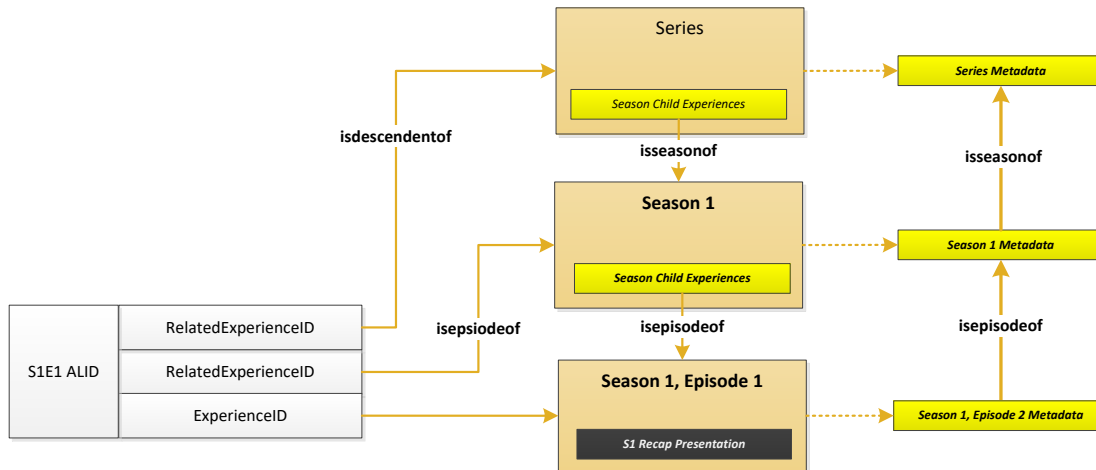 Series
Season Child Experiences
Series Metadata
isdescendentof
isseasonof
isseasonof
Season 1
Season Child Experiences
Season 1 Metadata
isepsiodeof
isepisodeof
isepisodeof
S1E1 ALID
RelatedExperienceID
RelatedExperienceID
ExperienceID
Season 1, Episode 1
S1 Recap Presentation
Season 1, Episode 2 Metadata